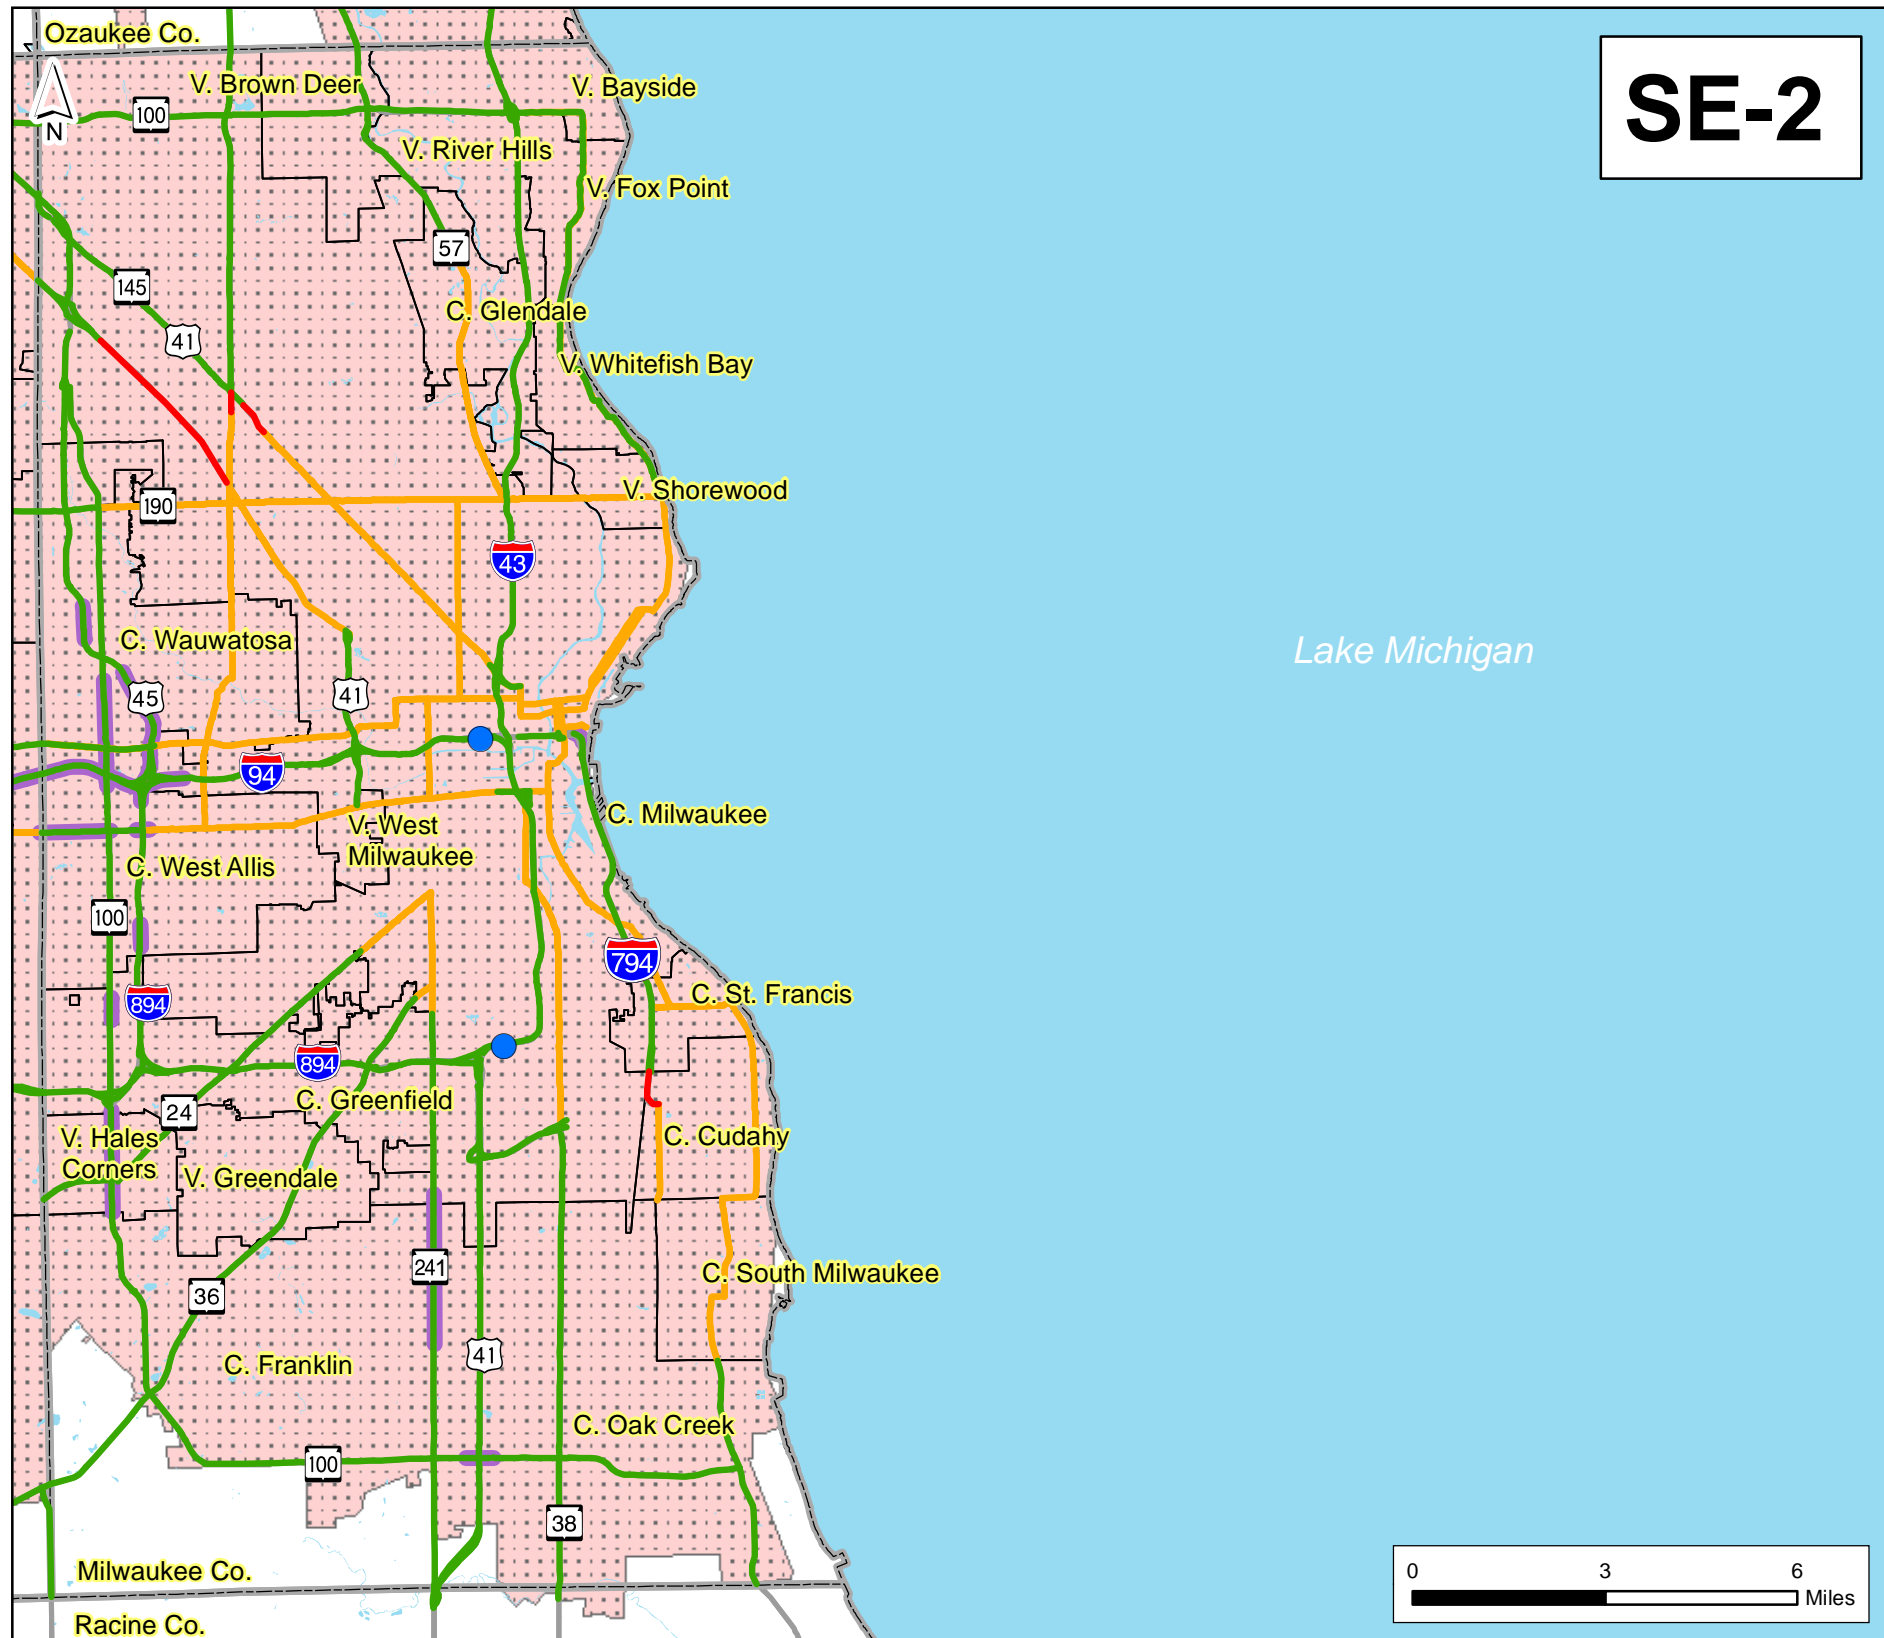 Ozaukee Co.
SE-2
V. Brown Deer
V. Bayside
100
N
V. River Hills
V. Fox Point
57
145
C. Glendale
41
V. Whitefish Bay
V. Shorewood
190
43
C. Wauwatosa
Lake Michigan
45
41
94
C. Milwaukee
V. West
Milwaukee
C. West Allis
100
794
C. St. Francis
894
894
C. Greenfield
24
V. Hales
Corners
C. Cudahy
V. Greendale
241
C. South Milwaukee
36
41
C. Franklin
C. Oak Creek
100
38
Milwaukee Co.
0 3 6
Miles
Racine Co.